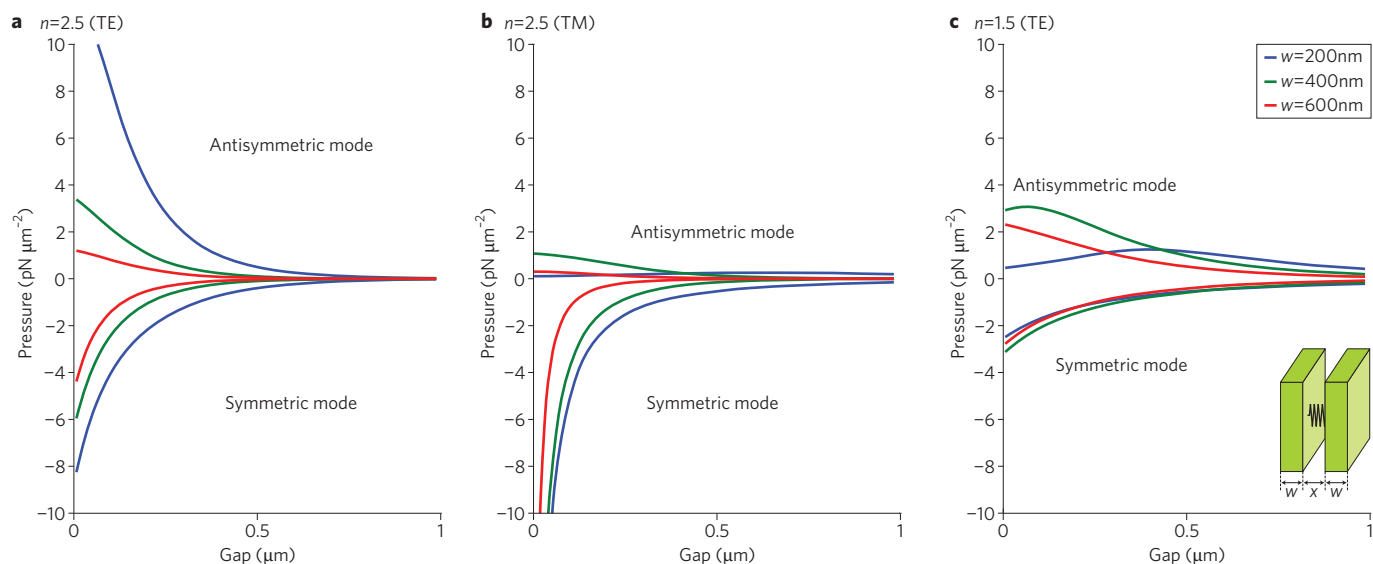 a n=2.5 (TE)
10
8
6
4
2
0
−2
−4
−6
−8
−10
Pressure (pN μm−2)
Antisymmetric mode
Symmetric mode
0
0.5
1
Gap (μm)
b n=2.5 (TM)
10
8
6
4
2
0
−2
−4
−6
−8
−10
Pressure (pN μm−2)
Antisymmetric mode
Symmetric mode
0
0.5
1
Gap (μm)
c n=1.5 (TE)
10
8
6
4
2
0
−2
−4
−6
−8
−10
Pressure (pN μm−2)
w=200nm
w=400nm
w=600nm
Antisymmetric mode
Symmetric mode
w x w
0
0.5
1
Gap (μm)